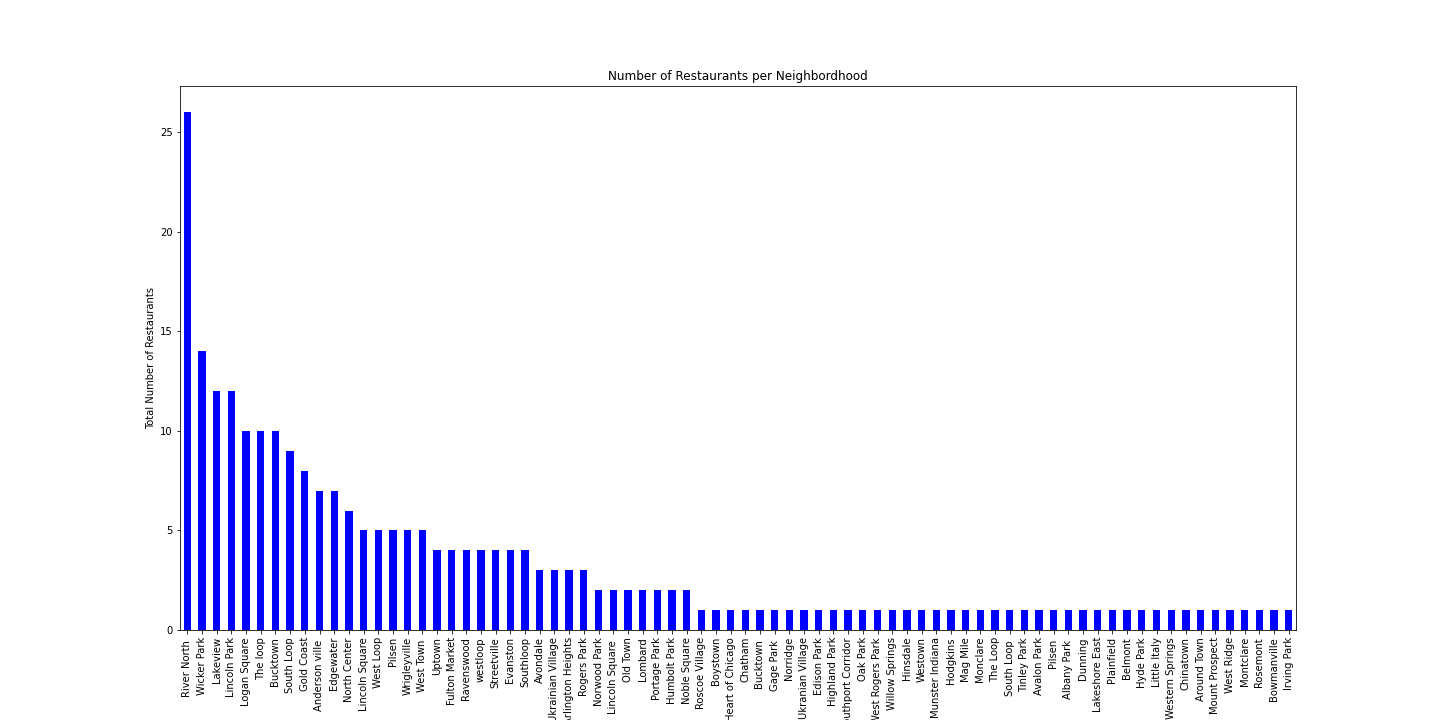 Number of Restaurants per Neighbordhood
Total Number of Restaurants
25
20
15
10
5
0
River North
Wicker Park
Lakeview
Lincoln Park
Logan Square
The loop
Bucktown
South Loop
Gold Coast
Anderson ville
Edgewater
North Center
Lincoln Square
West Loop
Pilsen
Wrigleyville
West Town
Uptown
Fulton Market
Ravenswood
westloop
Streetville
Evanston
Southloop
Avondale
Ukrainian Village
Arlington Heights
Rogers Park
Norwood Park
Lincoln Square
Old Town
Lombard
Portage Park
Humbolt Park
Noble Square
Roscoe Village
Boystown
Heart of Chicago
Chatham
Bucktown
Gage Park
Norridge
Ukranian Village
Edison Park
Highland Park
outhport Corridor
Oak Park
West Rogers Park
Willow Springs
Hinsdale
Westown
Munster Indiana
Hodgkins
Mag Mile
Monclare
The Loop
South Loop
Tinley Park
Avalon Park
Pilsen
Albany Park
Dunning
Lakeshore East
Plainfield
Belmont
Hyde Park
Little Italy
Western Springs
Chinatown
Around Town
Mount Prospect
West Ridge
Montclare
Rosemont
Bowmanville
Irving Park